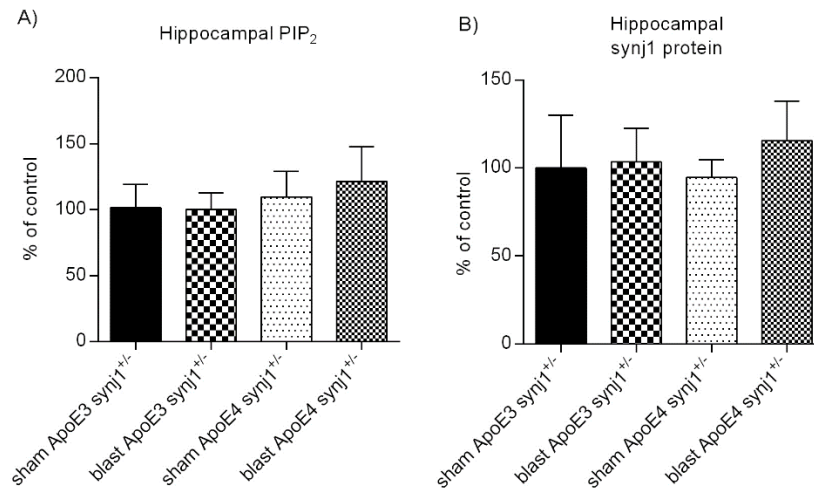 A)
Hippocampal PIP₂
% of control
200
150
100
50
0
sham ApoE3 synj1⁺/⁻
blast ApoE3 synj1⁺/⁻
sham ApoE4 synj1⁺/⁻
blast ApoE4 synj1⁺/⁻
B)
Hippocampal
synj1 protein
% of control
150
100
50
0
sham ApoE3 synj1⁺/⁻
blast ApoE3 synj1⁺/⁻
sham ApoE4 synj1⁺/⁻
blast ApoE4 synj1⁺/⁻